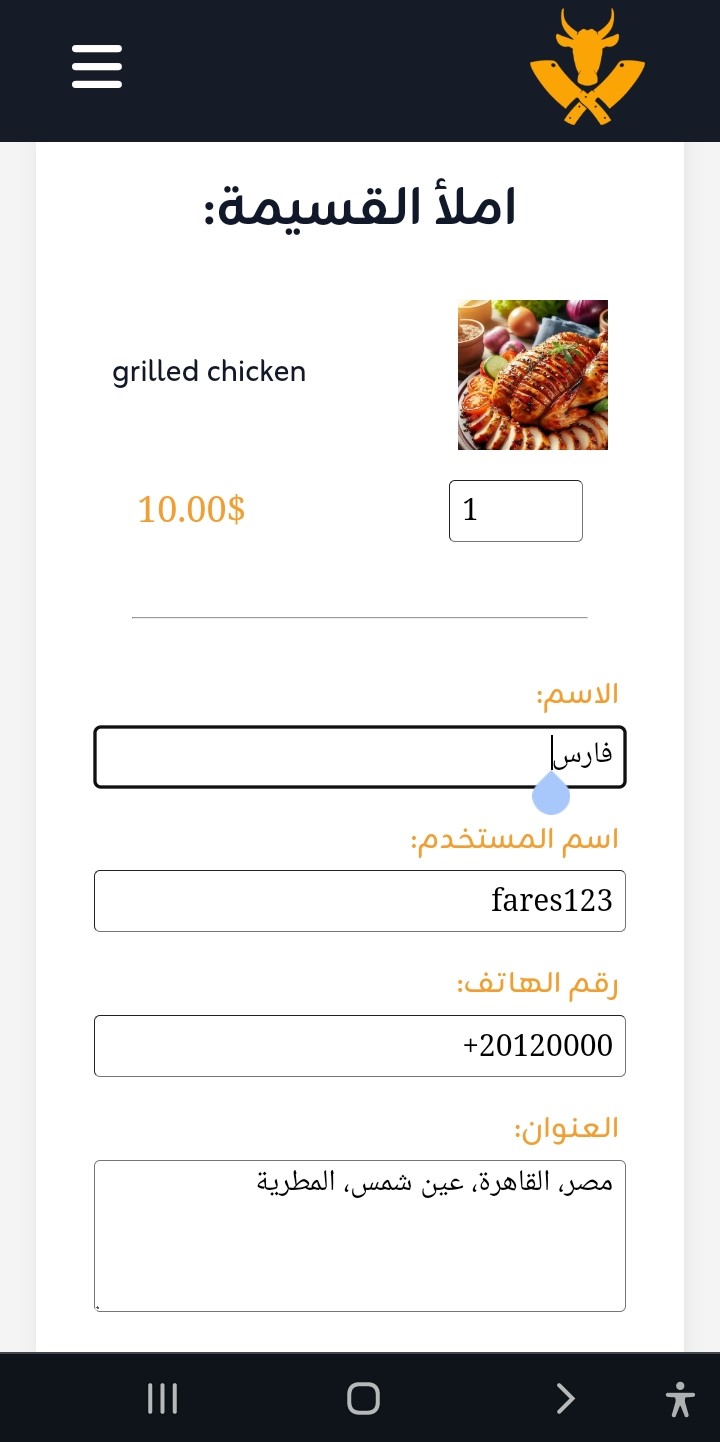 املأ القسيمة:
grilled chicken
1
10.00$
الاسم:
فارس
اسم المستخدم:
fares123
رقم الهاتف:
+20120000
العنوان:
مصر، القاهرة، عين شمس، المطرية